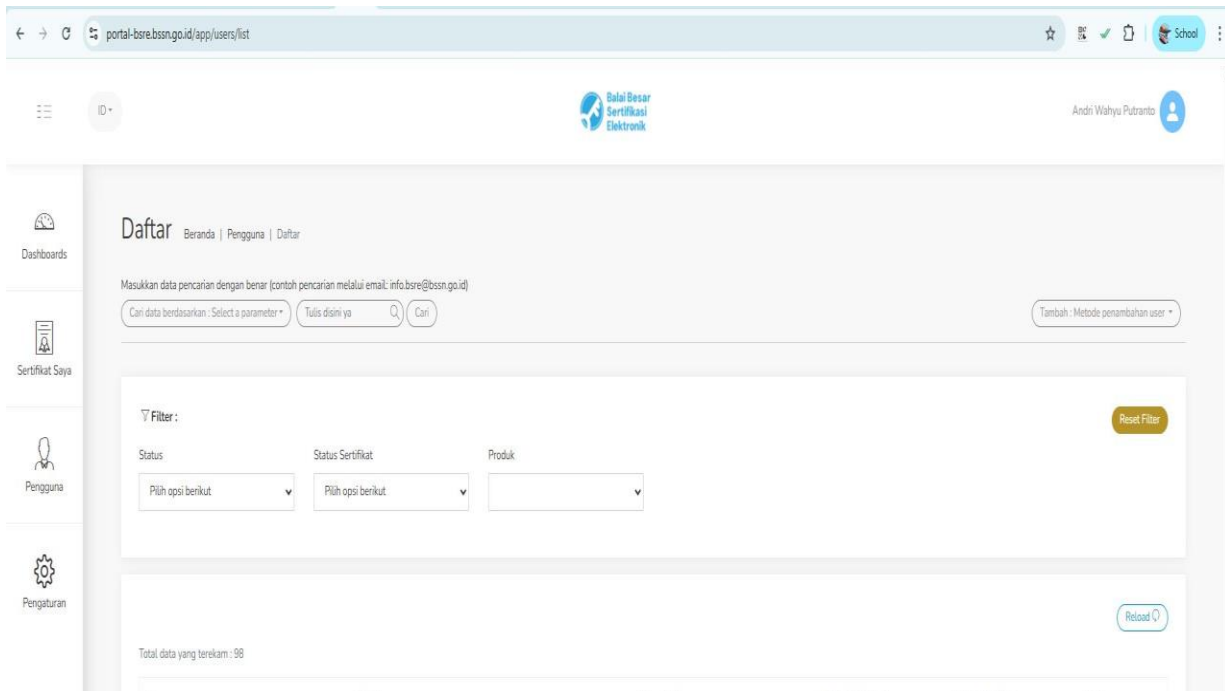 portal-bsre.bssn.go.id/app/users/list
School
ID
Balai Besar
Sertifikasi
Elektronik
Andri Wahyu Putranto
Dashboards
Sertifikat Saya
Pengguna
Pengaturan
Daftar Beranda | Pengguna | Daftar
Masukkan data pencarian dengan benar (contoh pencarian melalui email: info.bsre@bssn.go.id)
Cari data berdasarkan : Select a parameter Tulis disini ya Cari Tambah : Metode penambahan user
Filter : Reset Filter
Status Status Sertifikat Produk
Pilih opsi berikut Pilih opsi berikut
Reload
Total data yang terekam : 98